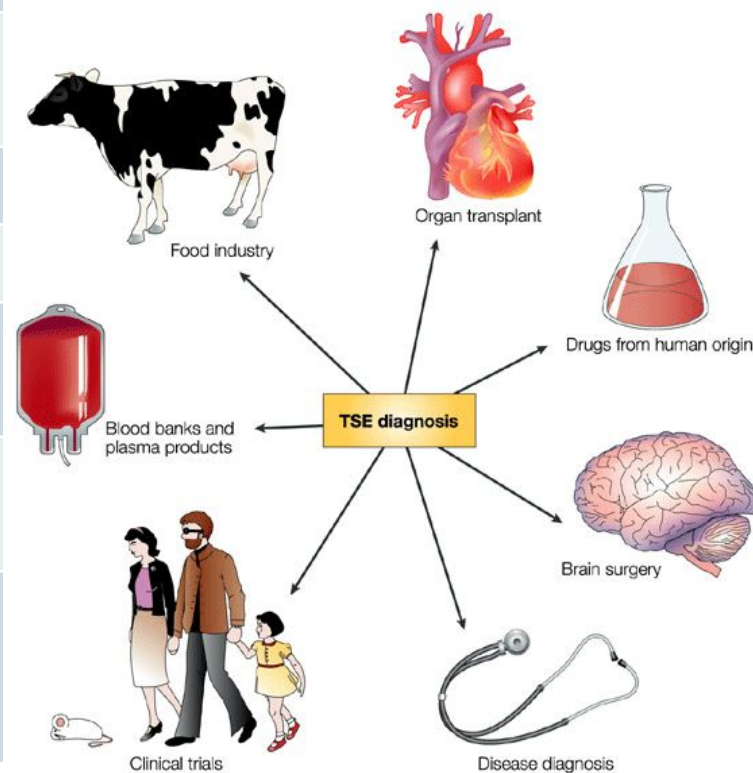 Organ transplant
Food industry
Drugs from human origin
TSE diagnosis
Blood banks and
plasma products
Brain surgery
Clinical trials
Disease diagnosis